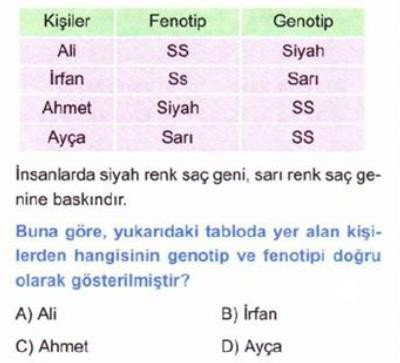 Kişiler Fenotip Genotip
Ali SS Siyah
İrfan Ss Sarı
Ahmet Siyah SS
Ayça Sarı SS
İnsanlarda siyah renk saç geni, sarı renk saç ge-
nine baskındır.
Buna göre, yukarıdaki tabloda yer alan kişi-
lerden hangisinin genotip ve fenotipi doğru
olarak gösterilmiştir?
A) Ali B) İrfan
C) Ahmet D) Ayça